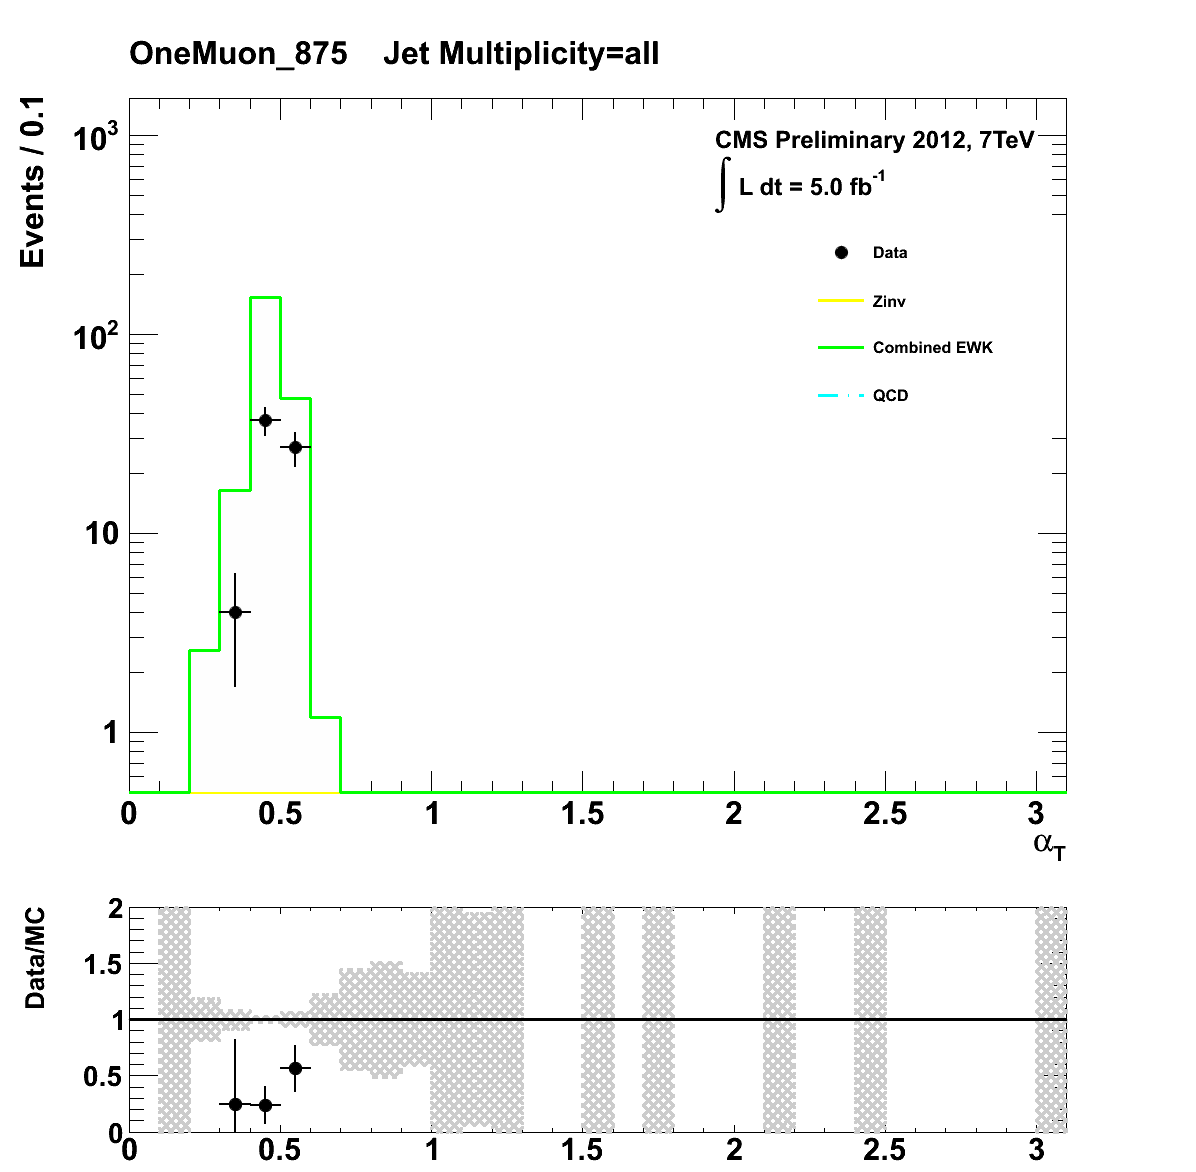 OneMuon_875 Jet Multiplicity=all
Events / 0.1
10³
10²
10
1
CMS Preliminary 2012, 7TeV
∫ L dt = 5.0 fb⁻¹
Data
Zinv
Combined EWK
QCD
0 0.5 1 1.5 2 2.5 3
α_T
Data/MC
2
1.5
1
0.5
0
0 0.5 1 1.5 2 2.5 3